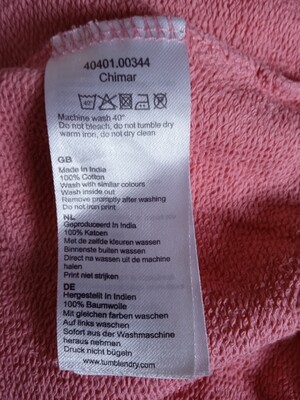 40401.00344
Chimar
40°
Machine wash 40°
Do not bleach, do not tumble dry
warm iron, do not dry clean
GB
Made in India
100% Cotton
Wash with similar colours
Wash inside out
Remove promptly after washing
Do not iron print
NL
Geproduceerd In India
100% Katoen
Met de zelfde kleuren wassen
Binnenste buiten wassen
Direct na wassen uit de machine
halen
Print niet strijken
DE
Hergestellt In Indien
100% Baumwolle
Mit gleichen farben waschen
Auf links waschen
Sofort aus der Waschmaschine
heraus nehmen
Druck nicht bügeln
www.tumblendry.com